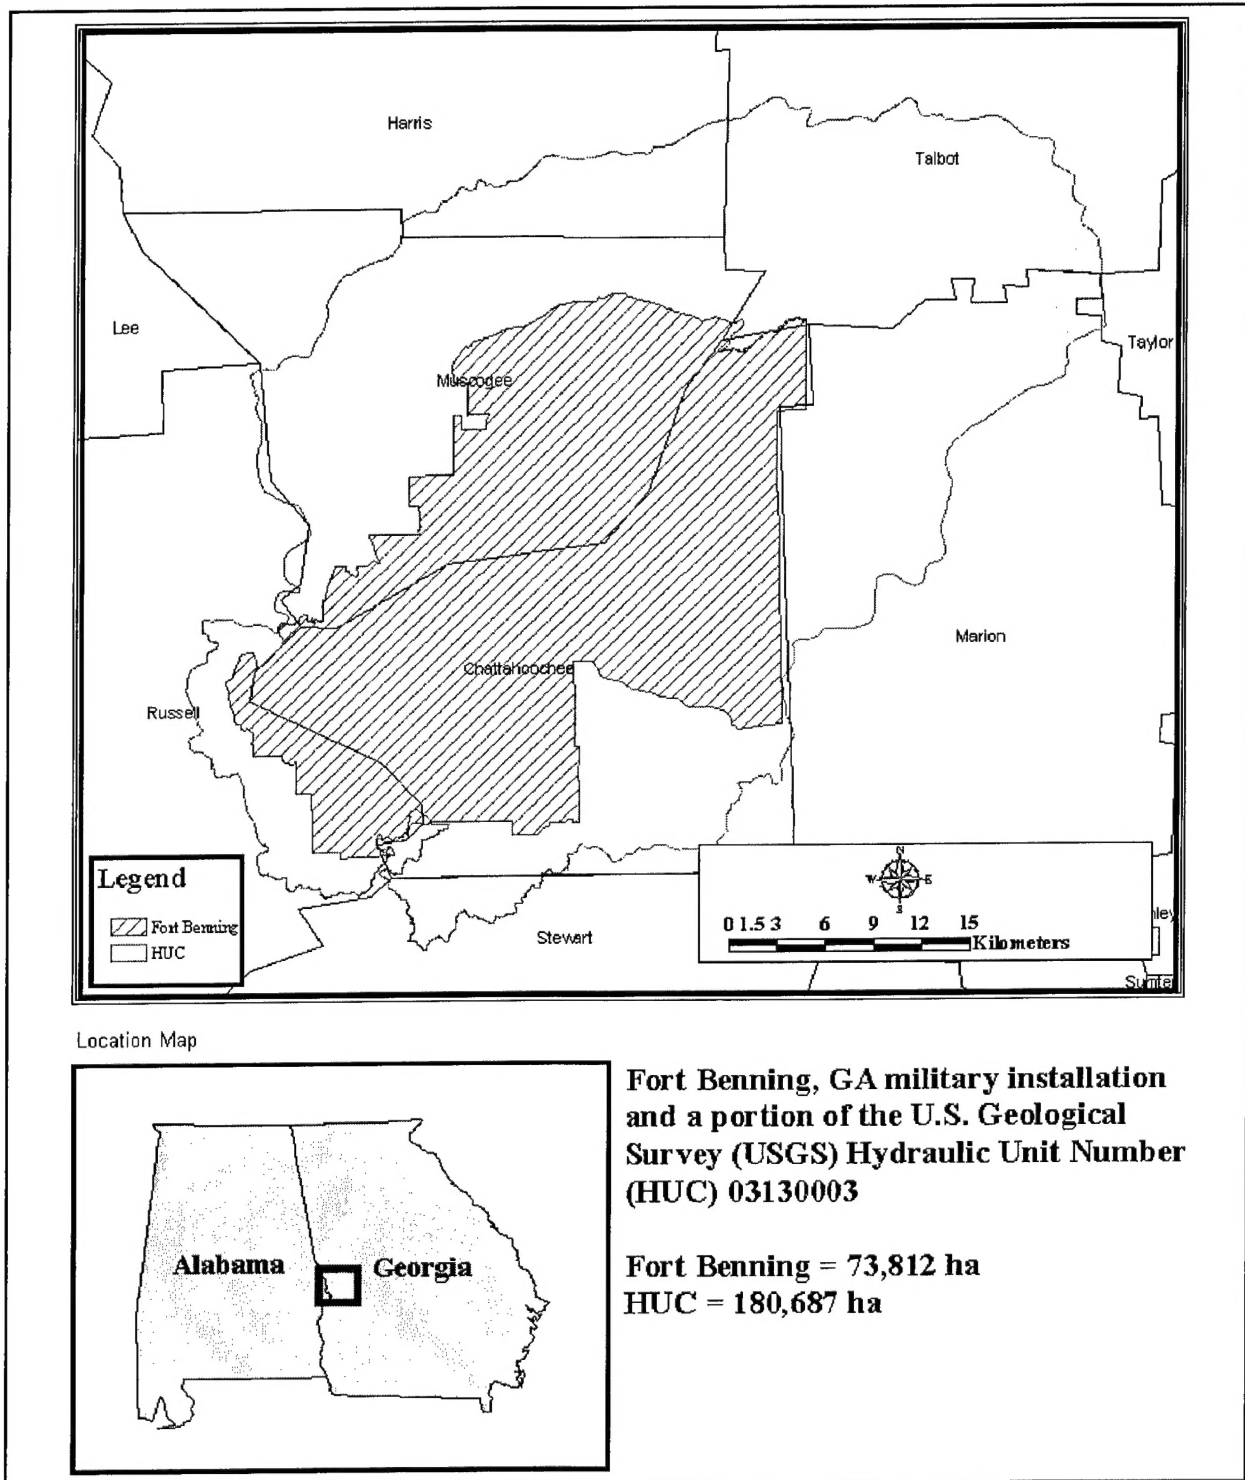 Harris
Talbot
Lee
Taylor
Muscogee
Marion
Chattahoochee
Russell
Legend
Fort Benning
HUC
N
W E
S
0 1.5 3 6 9 12 15
Kilometers
Stewart
Location Map
Alabama
Georgia
Fort Benning, GA military installation
and a portion of the U.S. Geological
Survey (USGS) Hydraulic Unit Number
(HUC) 03130003
Fort Benning = 73,812 ha
HUC = 180,687 ha